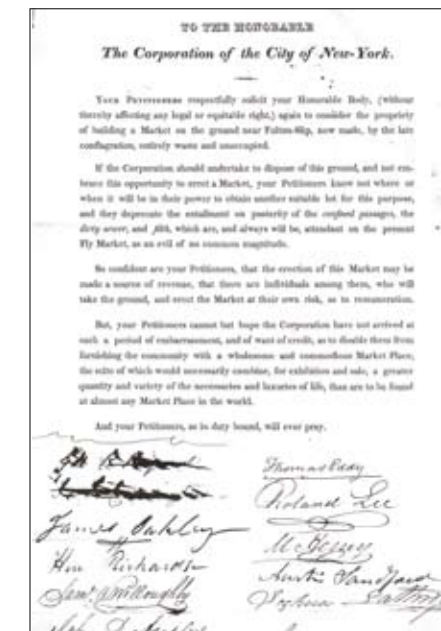 TO THE HONORABLE
The Corporation of the City of New-York.
YOUR PETITIONERS respectfully solicit your Honorable Body, (without
thereby affecting any legal or equitable right,) again to consider the propriety
of building a Market on the ground near Fulton-Slip, now made, by the late
conflagration, entirely waste and unoccupied.
If the Corporation should undertake to dispose of this ground, and not em-
brace this opportunity to erect a Market, your Petitioners know not where or
when it will be in their power to obtain another suitable lot for this purpose,
and they deprecate the entailment on posterity of the confined passages, the
dirty sewer, and filth, which are, and always will be, attendant on the present
Fly Market, as an evil of no common magnitude.
So confident are your Petitioners, that the erection of this Market may be
made a source of revenue, that there are individuals among them, who will
take the ground, and erect the Market at their own risk, as to remuneration.
But, your Petitioners cannot but hope the Corporation have not arrived at
such a period of embarrassment, and of want of credit, as to disable them from
furnishing the community with a wholesome and commodious Market Place,
the scite of which would necessarily combine, for exhibition and sale, a greater
quantity and variety of the necessaries and luxuries of life, than are to be found
at almost any Market Place in the world.
And your Petitioners, as in duty bound, will ever pray.
Thomas Eddy
Roland Lee
James Oakley
Richardson
Saml Willoughby
Austin Sandford
Joshua